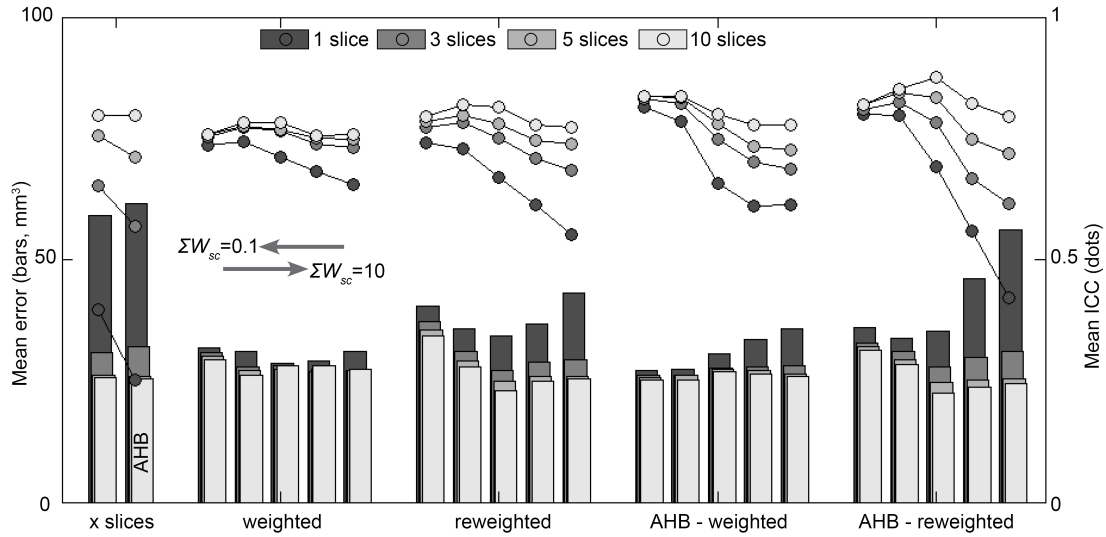 100
1
1 slice
3 slices
5 slices
10 slices
Mean error (bars, mm³)
Mean ICC (dots)
ΣWsc=0.1
ΣWsc=10
50
0.5
AHB
0
0
x slices
weighted
reweighted
AHB - weighted
AHB - reweighted